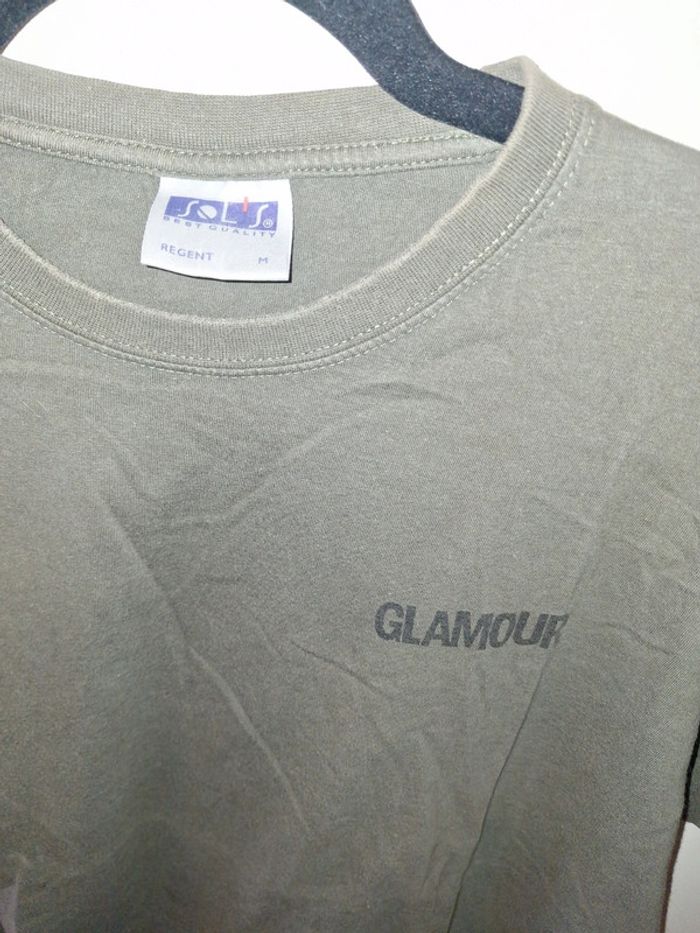 SOL'S®
BEST QUALITY
REGENT M
GLAMOUR